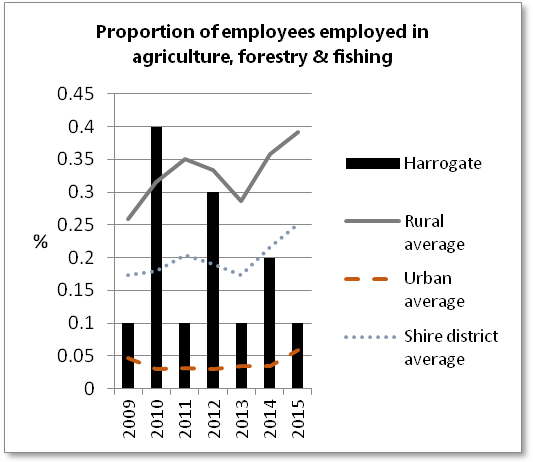 Proportion of employees employed in
agriculture, forestry & fishing
0.45
0.4
0.35
0.3
0.25
0.2
0.15
0.1
0.05
0
%
2009
2010
2011
2012
2013
2014
2015
Harrogate
Rural
average
Urban
average
Shire district
average